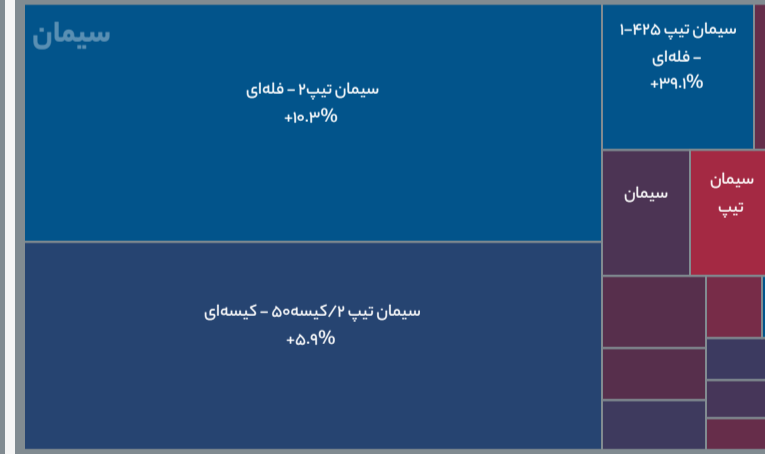 سیمان
سیمان تیپ۲ – فله‌ای
+۱۰.۳%
سیمان تیپ ۲/کیسه۵۰ – کیسه‌ای
+۵.۹%
سیمان تیپ ۴۲۵–۱
– فله‌ای
+۳۹.۱%
سیمان
سیمان
تیپ